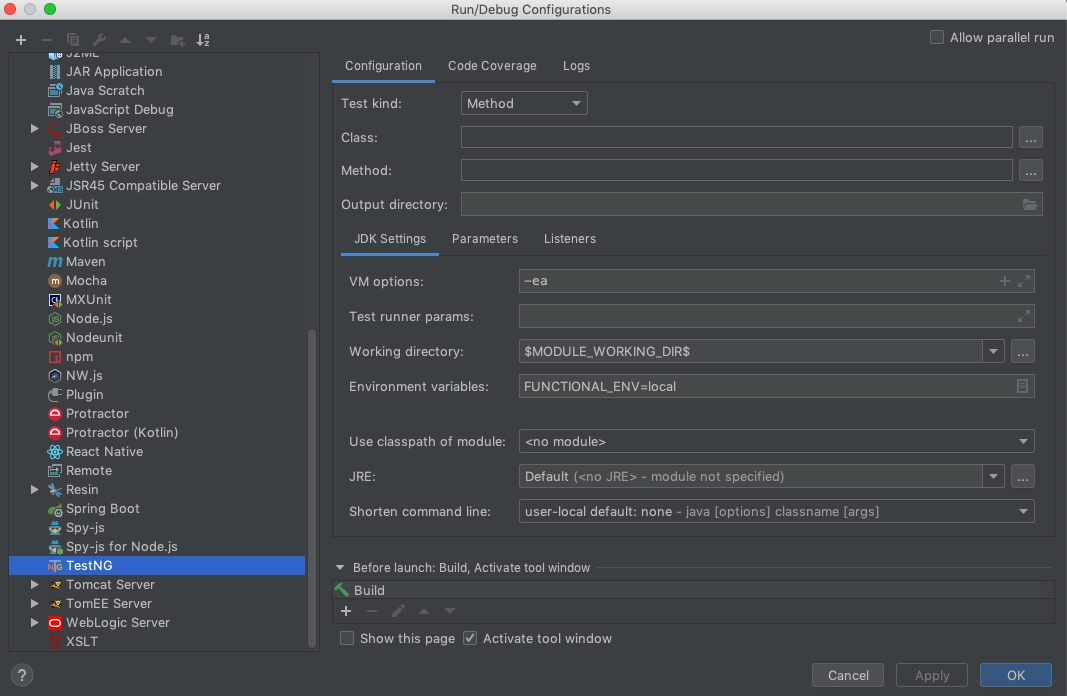 Run/Debug Configurations
Allow parallel run
J2ME
JAR Application
Java Scratch
JavaScript Debug
JBoss Server
Jest
Jetty Server
JSR45 Compatible Server
JUnit
Kotlin
Kotlin script
Maven
Mocha
MXUnit
Node.js
Nodeunit
npm
NW.js
Plugin
Protractor
Protractor (Kotlin)
React Native
Remote
Resin
Spring Boot
Spy-js
Spy-js for Node.js
TestNG
Tomcat Server
TomEE Server
WebLogic Server
XSLT
Configuration Code Coverage Logs
Test kind: Method
Class: ...
Method: ...
Output directory:
JDK Settings Parameters Listeners
VM options: -ea
Test runner params:
Working directory: $MODULE_WORKING_DIR$ ...
Environment variables: FUNCTIONAL_ENV=local
Use classpath of module: <no module>
JRE: Default (<no JRE> - module not specified) ...
Shorten command line: user-local default: none - java [options] classname [args]
Before launch: Build, Activate tool window
Build
Show this page Activate tool window
? Cancel Apply OK